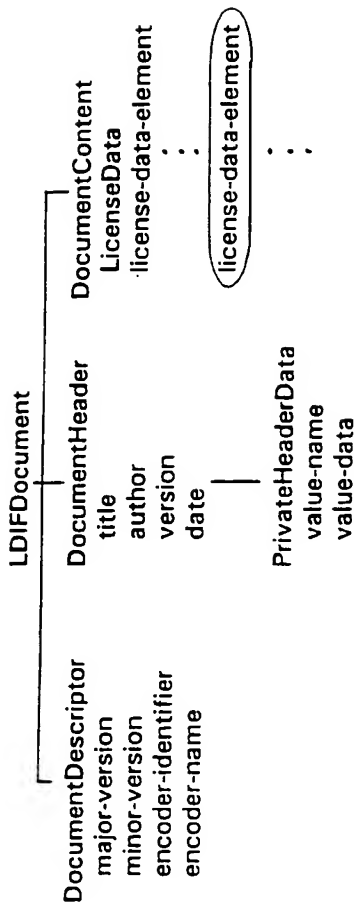 LDIFDocument
DocumentDescriptor
major-version
minor-version
encoder-identifier
encoder-name
DocumentHeader
title
author
version
date
PrivateHeaderData
value-name
value-data
DocumentContent
LicenseData
license-data-element
license-data-element